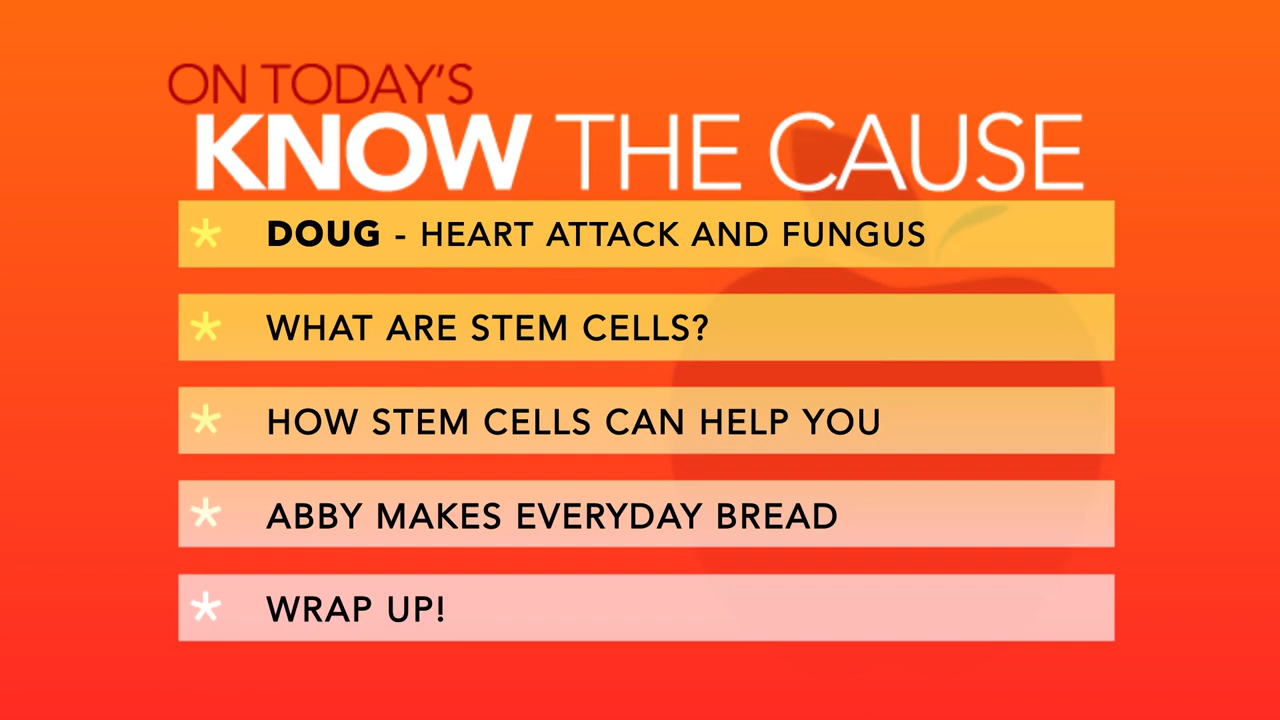 ON TODAY'S
KNOW THE CAUSE
* DOUG - HEART ATTACK AND FUNGUS
* WHAT ARE STEM CELLS?
* HOW STEM CELLS CAN HELP YOU
* ABBY MAKES EVERYDAY BREAD
* WRAP UP!